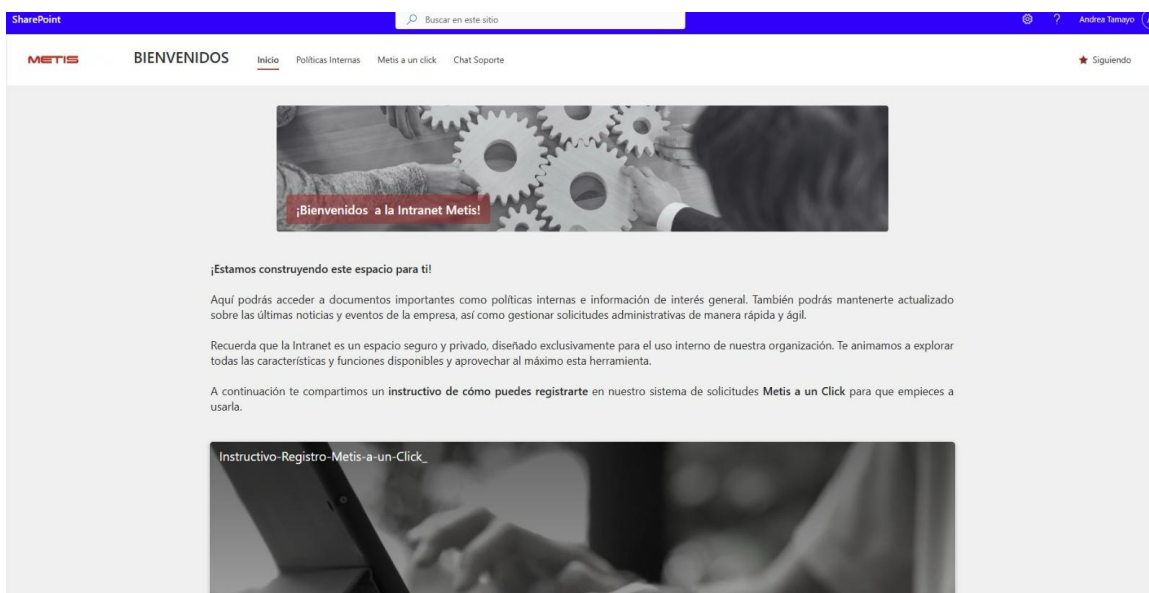 SharePoint
Buscar en este sitio
?
Andrea Tamayo
METIS
BIENVENIDOS
Inicio
Políticas Internas
Metis a un click
Chat Soporte
Siguiendo
¡Bienvenidos a la Intranet Metis!
¡Estamos construyendo este espacio para ti!
Aquí podrás acceder a documentos importantes como políticas internas e información de interés general. También podrás mantenerte actualizado
sobre las últimas noticias y eventos de la empresa, así como gestionar solicitudes administrativas de manera rápida y ágil.
Recuerda que la Intranet es un espacio seguro y privado, diseñado exclusivamente para el uso interno de nuestra organización. Te animamos a explorar
todas las características y funciones disponibles y aprovechar al máximo esta herramienta.
A continuación te compartimos un instructivo de cómo puedes registrarte en nuestro sistema de solicitudes Metis a un Click para que empieces a
usarla.
Instructivo-Registro-Metis-a-un-Click_